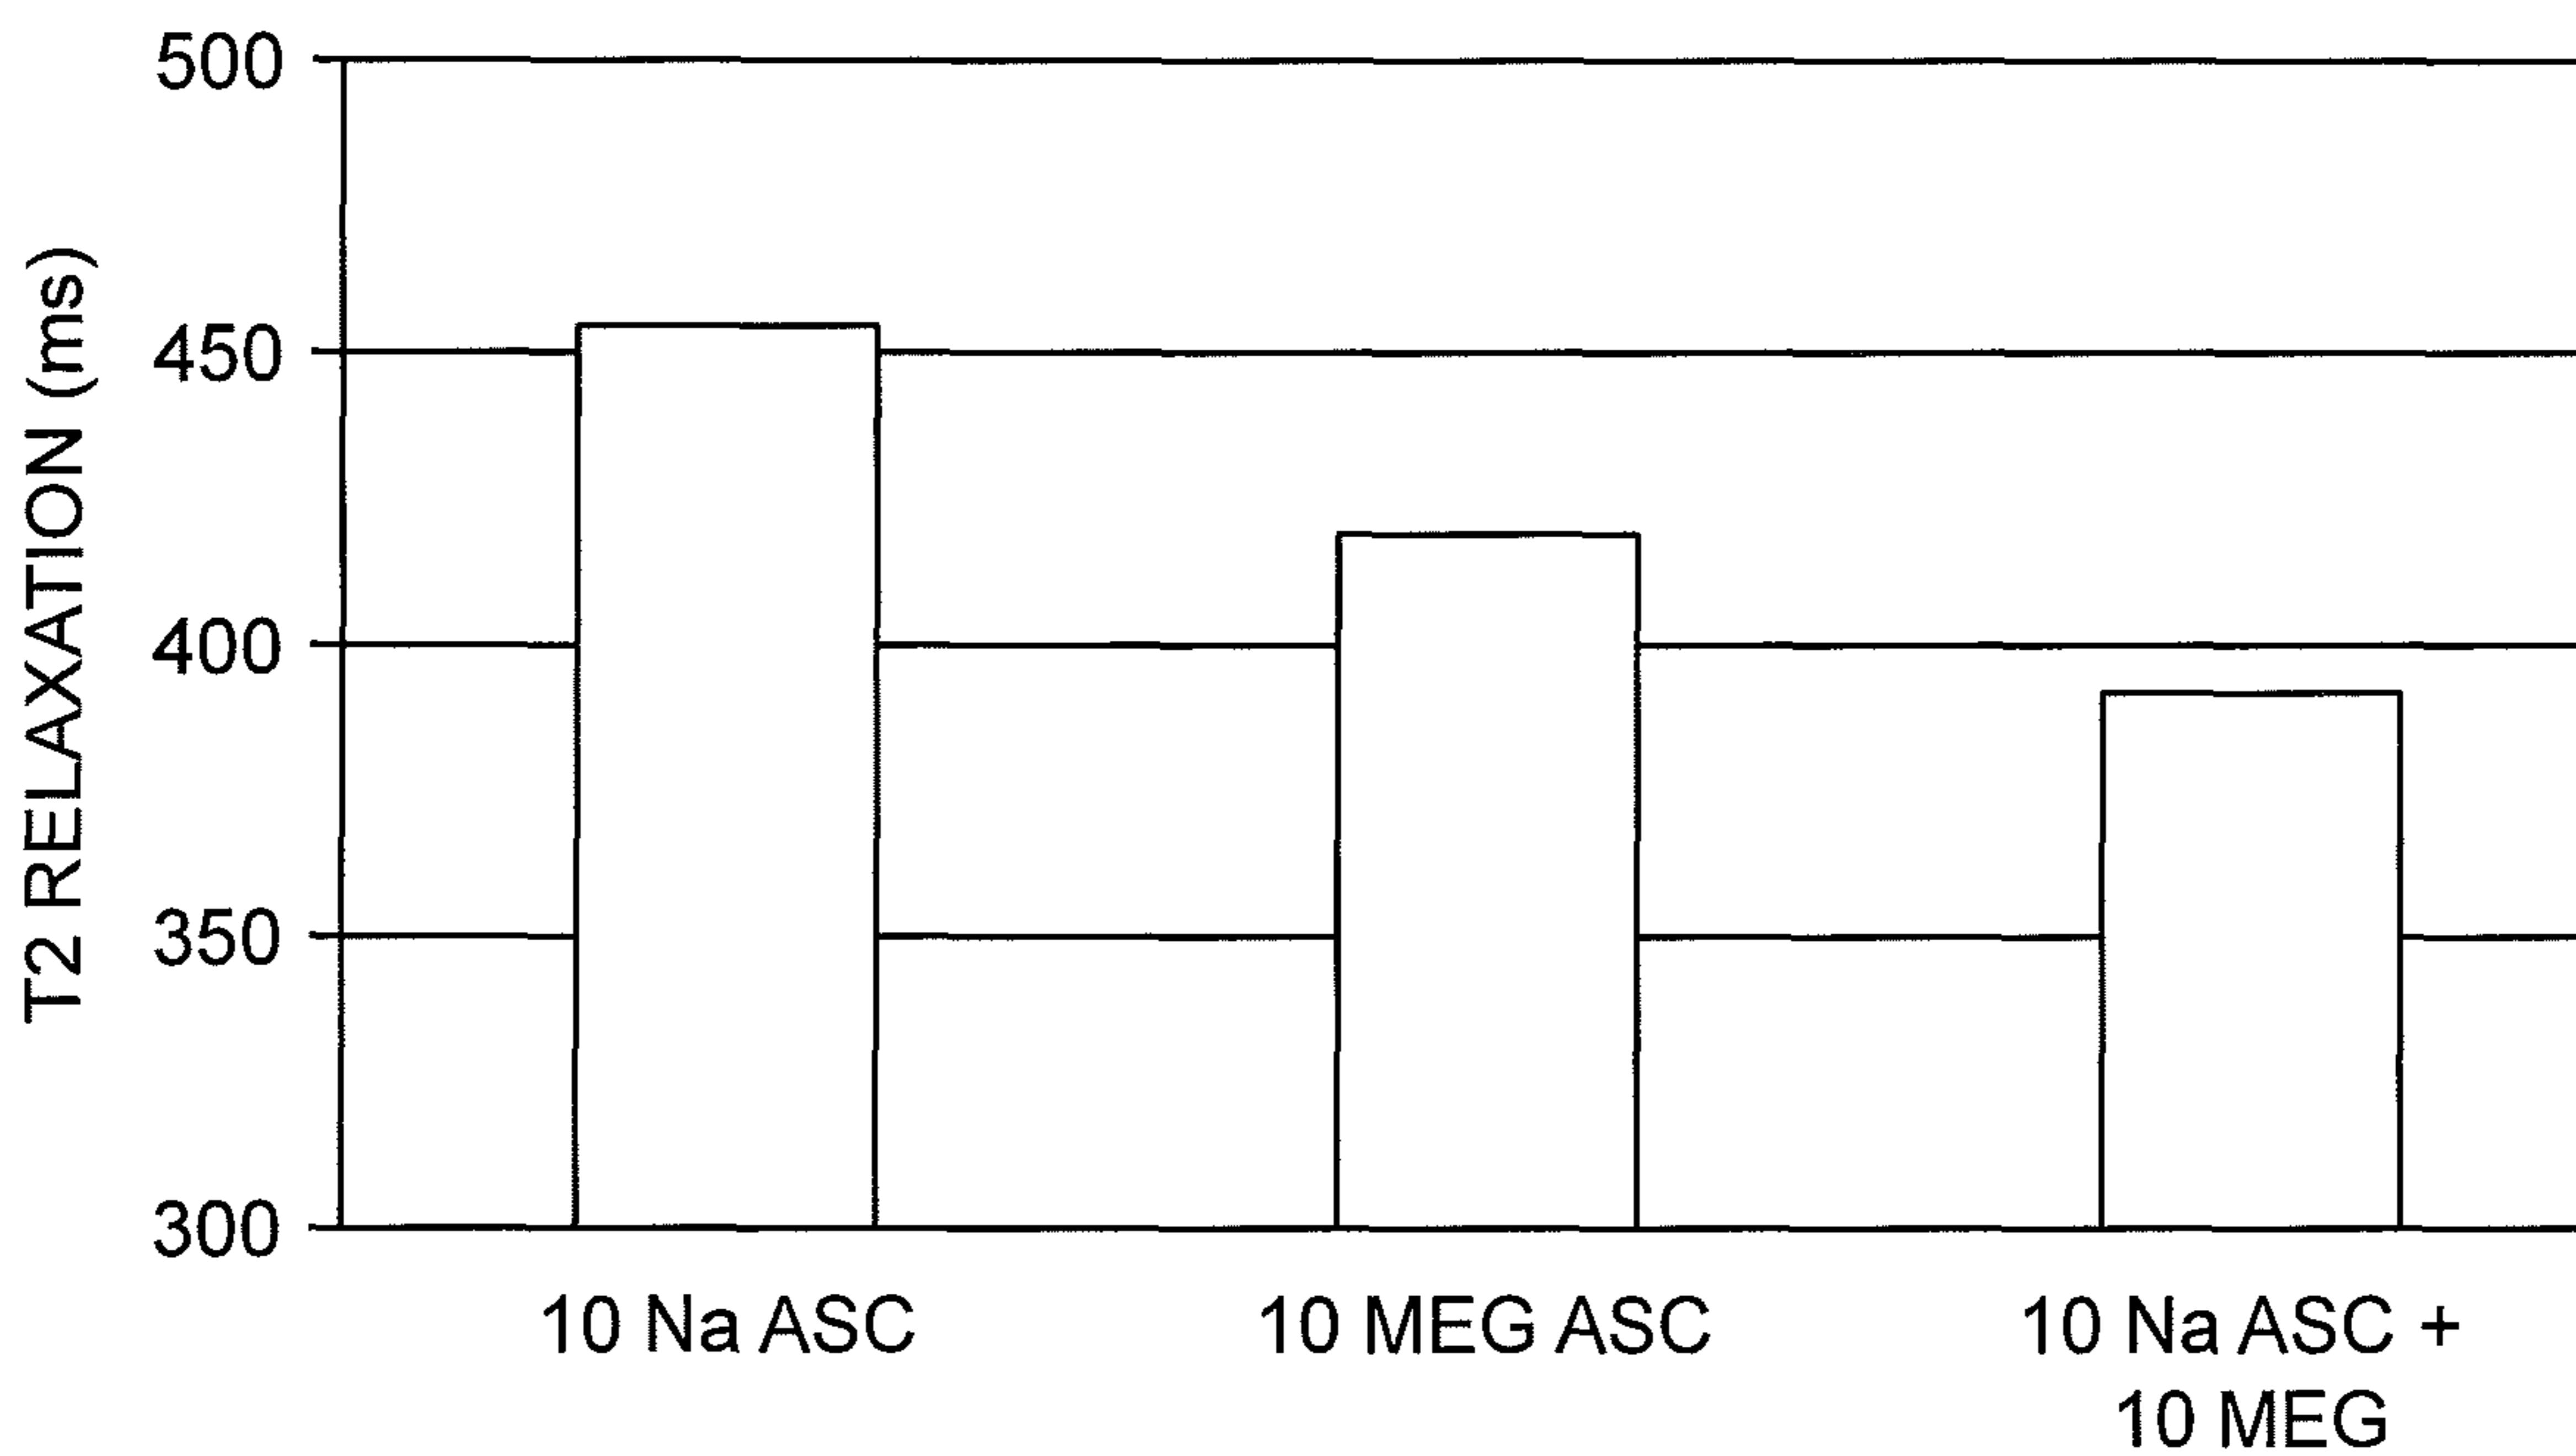 T2 RELAXATION (ms)
500
450
400
350
300
10 Na ASC
10 MEG ASC
10 Na ASC +
10 MEG